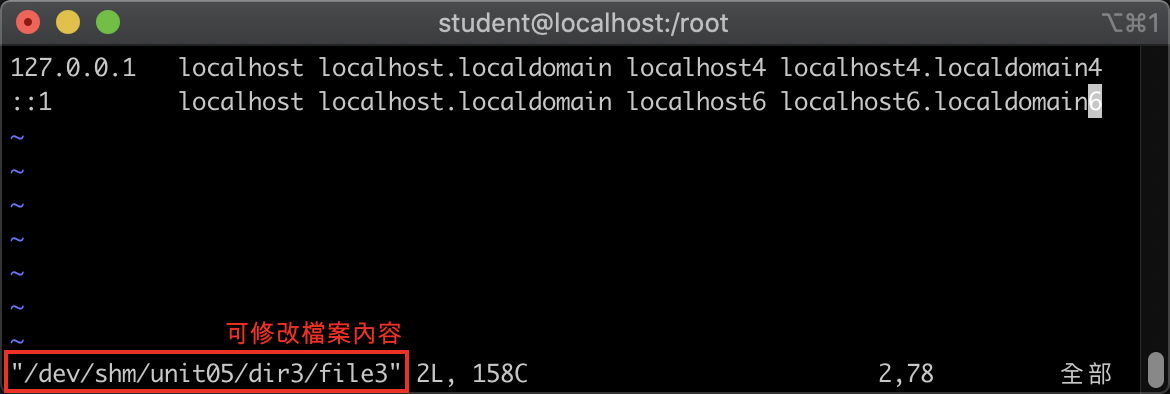 student@localhost:/root ⌥⌘1
127.0.0.1   localhost localhost.localdomain localhost4 localhost4.localdomain4
::1         localhost localhost.localdomain localhost6 localhost6.localdomain6
~
~
~
~
~
~
~
可修改檔案內容
"/dev/shm/unit05/dir3/file3" 2L, 158C 2,78 全部